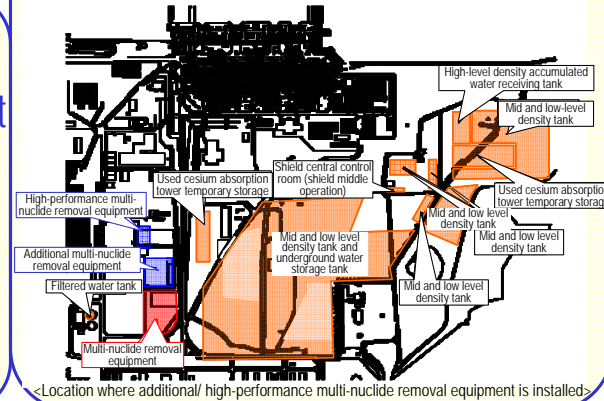 High-level density accumulated
water receiving tank
Mid and low-level
density tank
t
Used cesium absorption
tower temporary storage
Shield central control
room (shield middle
operation)
Used cesium absorptio
tower temporary storag
High-performance multi-
nuclide removal equipment
Mid and low level
density tank
Mid and low level
density tank
Mid and low level
density tank and
underground water
storage tank
Additional multi-nuclide
removal equipment
Filtered water tank
Mid and low level
density tank
Multi-nuclide removal
equipment
<Location where additional/ high-performance multi-nuclide removal equipment is installed>